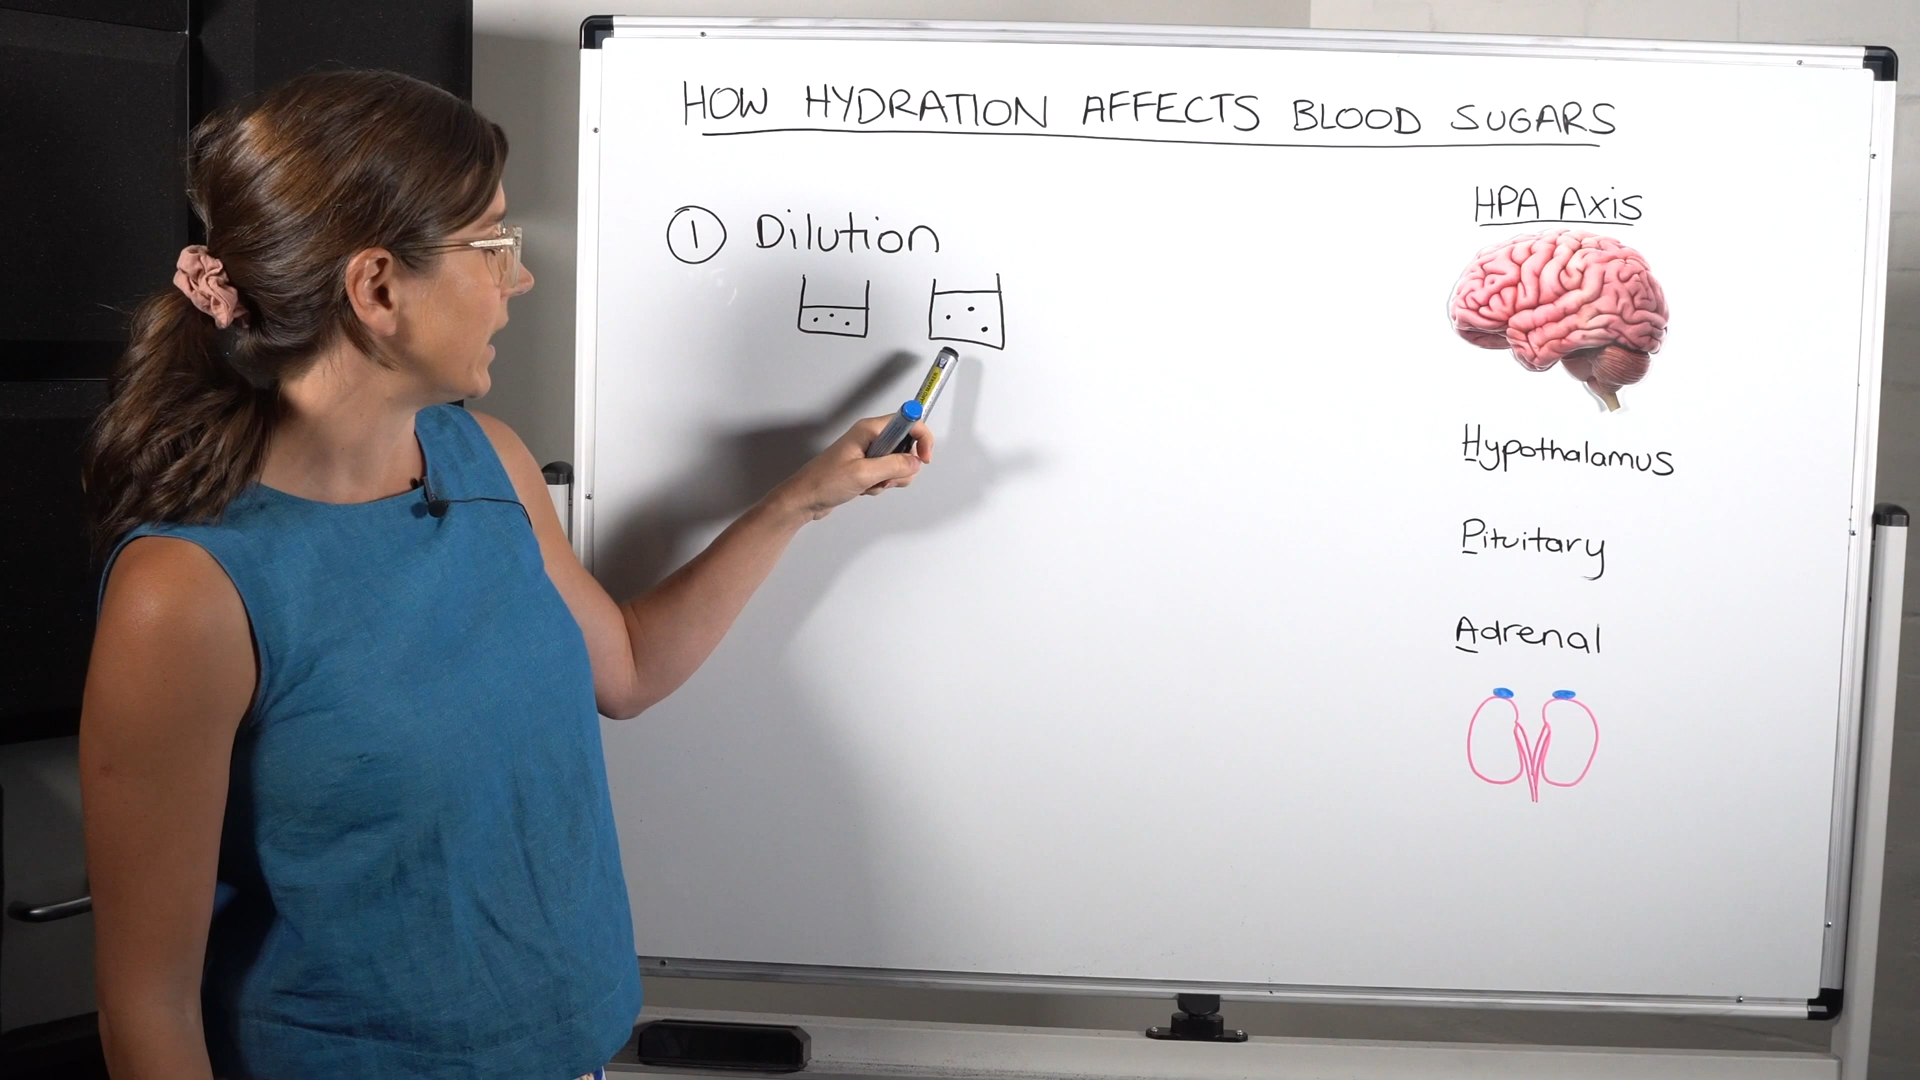 HOW HYDRATION AFFECTS BLOOD SUGARS
1 Dilution
HPA Axis
Hypothalamus
Pituitary
Adrenal